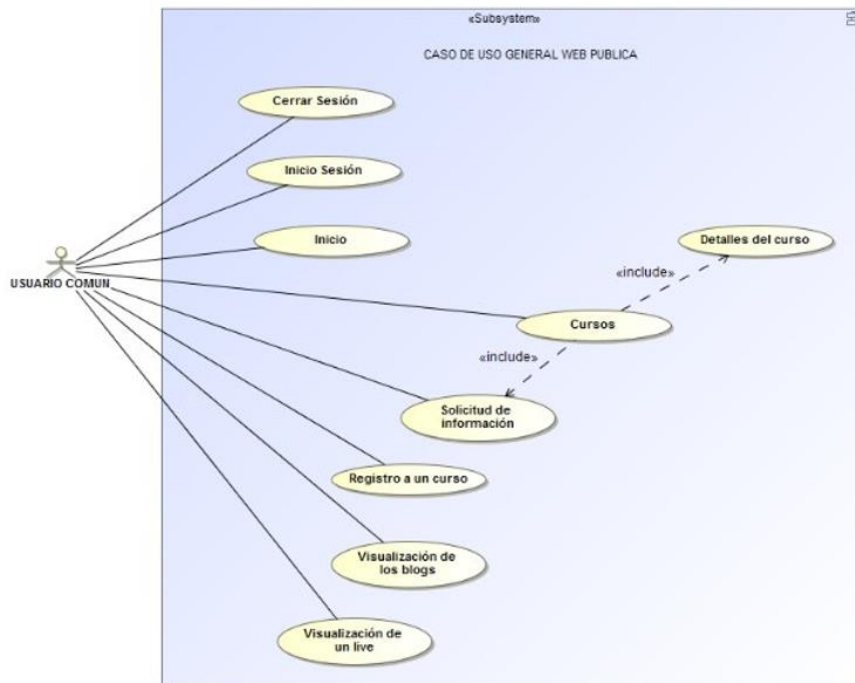 «Subsystem»
CASO DE USO GENERAL WEB PUBLICA
Cerrar Sesión
Inicio Sesión
Inicio
Detalles del curso
«include»
USUARIO COMUN
Cursos
«include»
Solicitud de
información
Registro a un curso
Visualización de
los blogs
Visualización de
un live